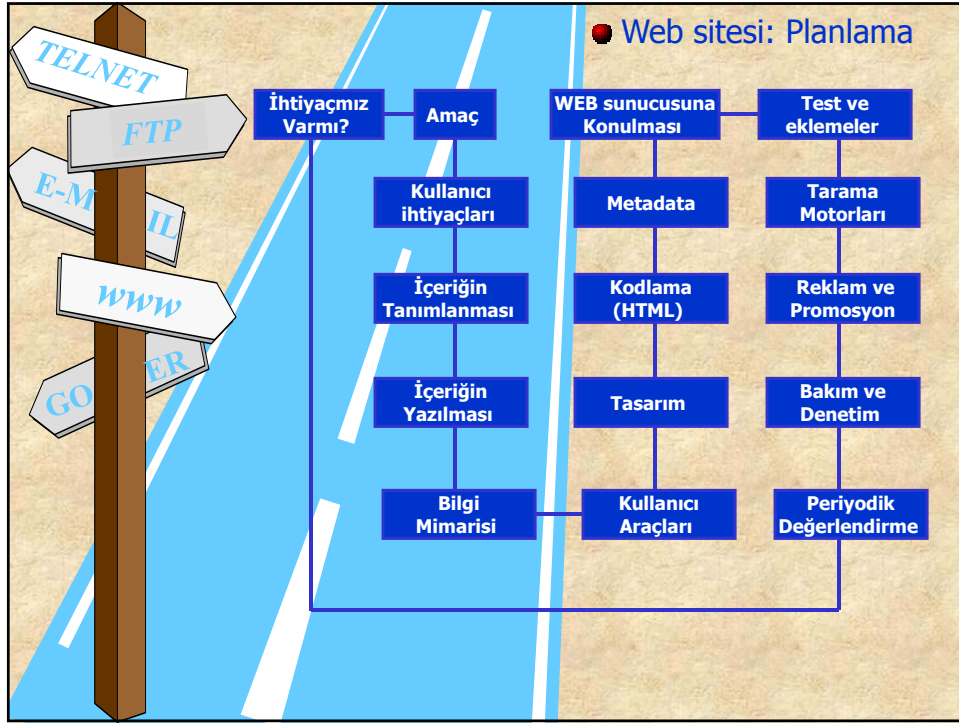 Web sitesi: Planlama
TELNET
FTP
E-M IL
www
GO ER
İhtiyaçmız
Varmı?
Amaç
Kullanıcı
ihtiyaçları
İçeriğin
Tanımlanması
İçeriğin
Yazılması
Bilgi
Mimarisi
Kullanıcı
Araçları
Tasarım
Kodlama
(HTML)
Metadata
WEB sunucusuna
Konulması
Test ve
eklemeler
Tarama
Motorları
Reklam ve
Promosyon
Bakım ve
Denetim
Periyodik
Değerlendirme